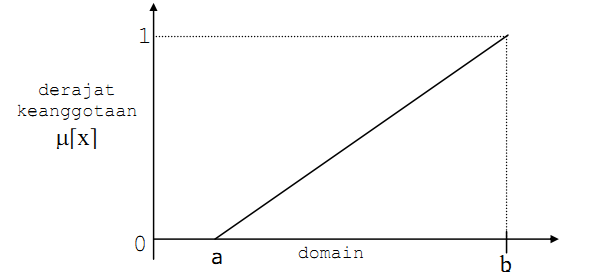 1
derajat
keanggotaan
μ[x]
0
a
domain
b